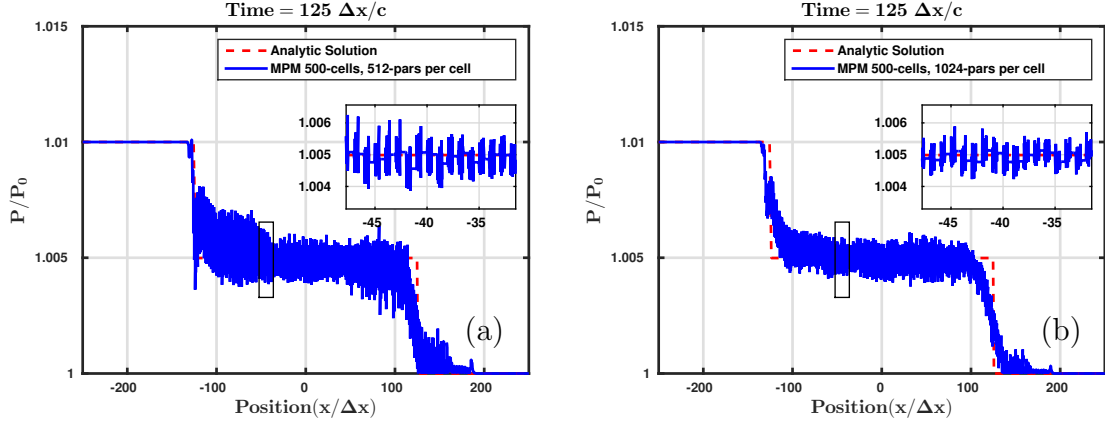 Time = 125 Δx/c
1.015
Analytic Solution
MPM 500-cells, 512-pars per cell
1.006
1.005
1.004
-45 -40 -35
1.01
P/P0
1.005
(a)
1
-200 -100 0 100 200
Position(x/Δx)
Time = 125 Δx/c
1.015
Analytic Solution
MPM 500-cells, 1024-pars per cell
1.006
1.005
1.004
-45 -40 -35
1.01
P/P0
1.005
(b)
1
-200 -100 0 100 200
Position(x/Δx)